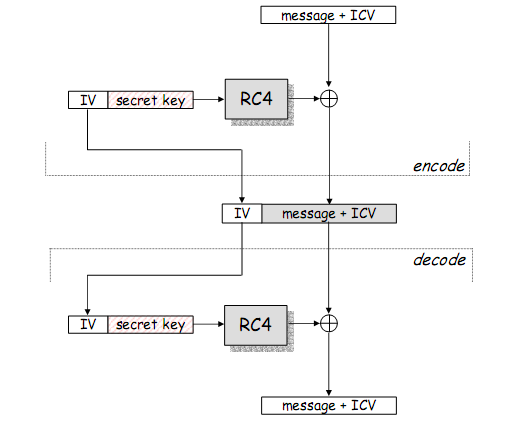 message + ICV
IV secret key RC4
encode
IV message + ICV
decode
IV secret key RC4
message + ICV